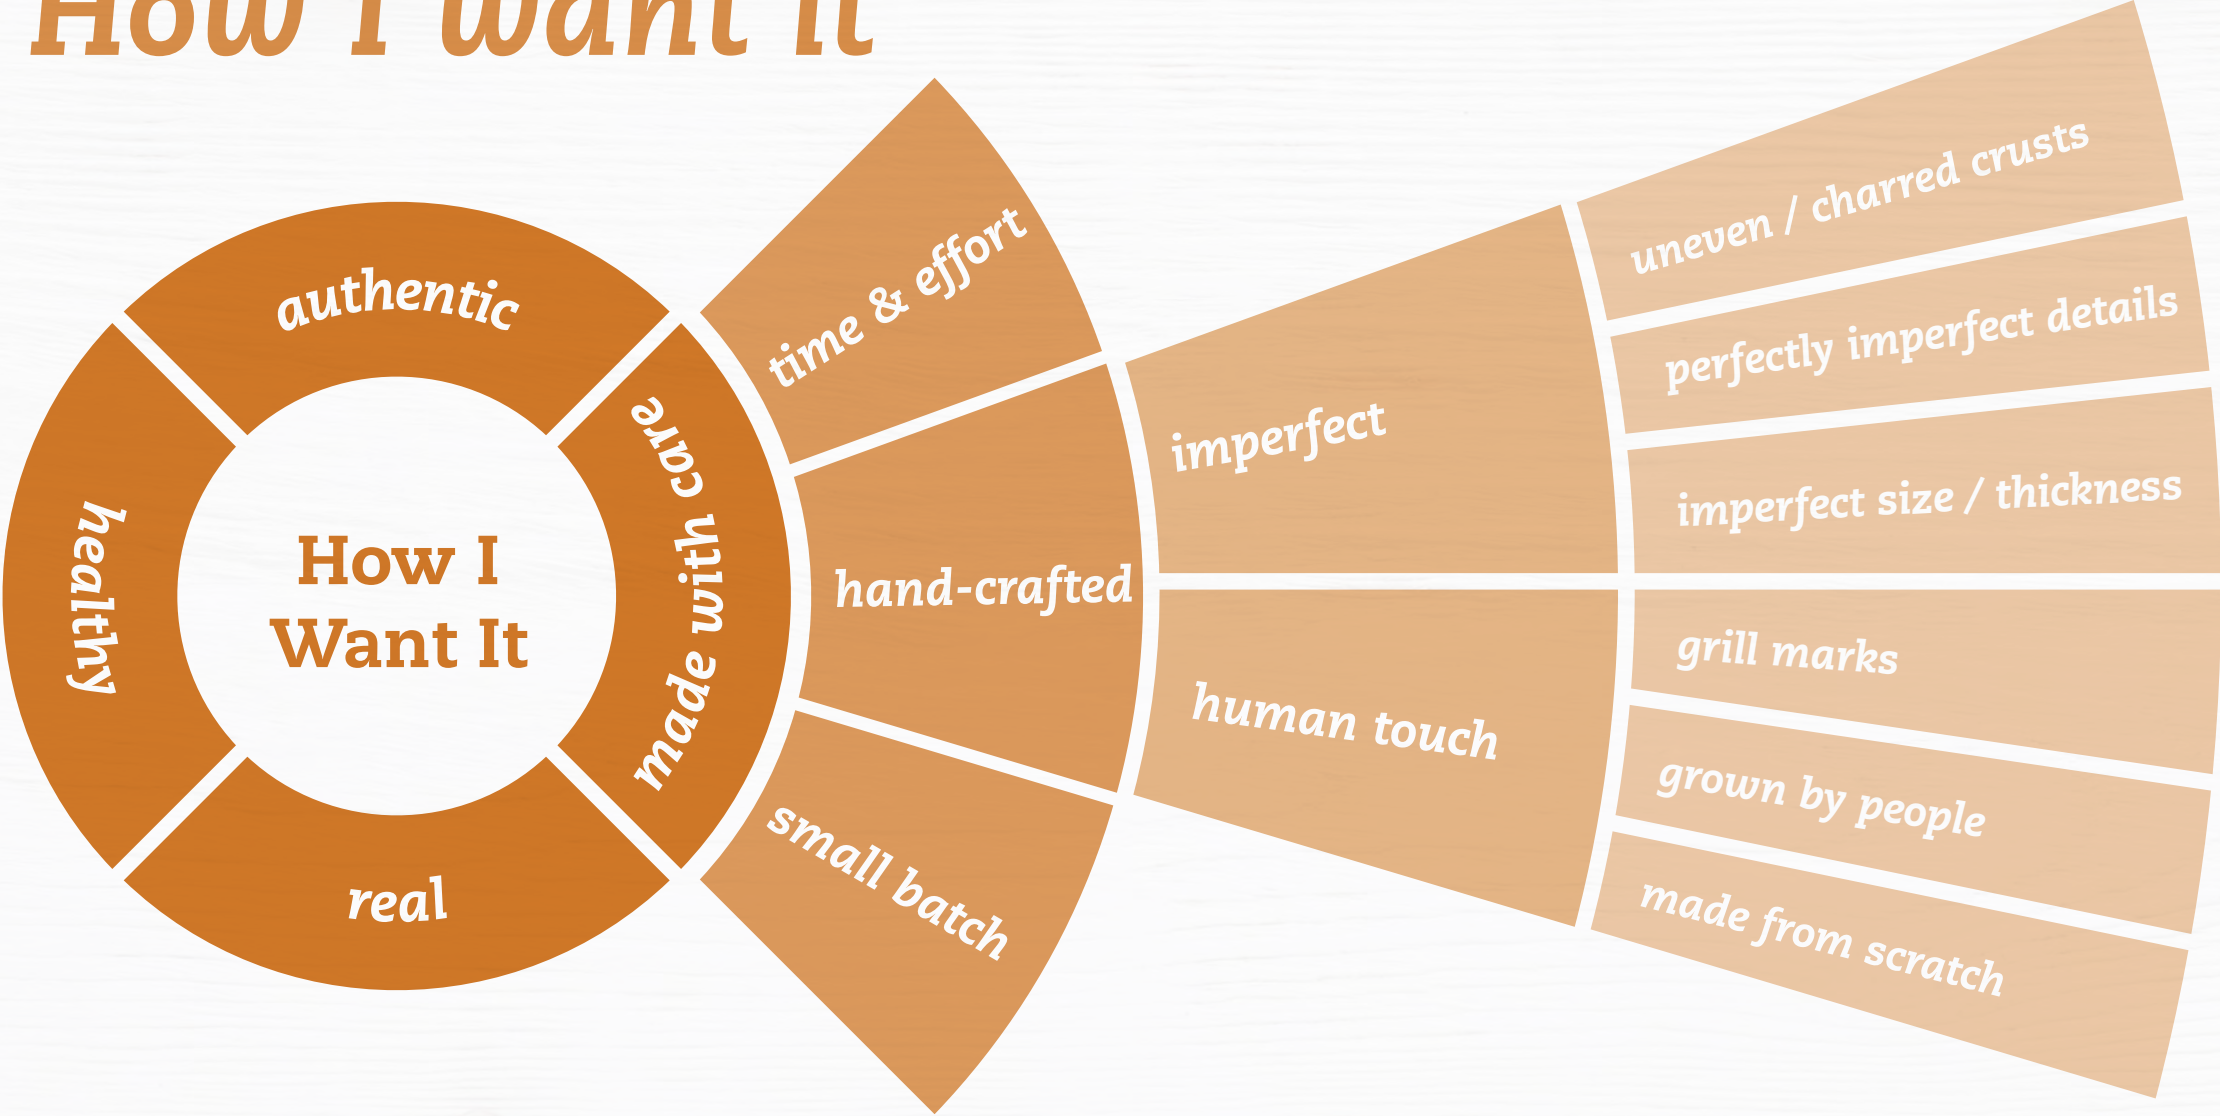 How I want it
authentic
healthy
How I
Want It
made with care
real
time & effort
hand-crafted
small batch
imperfect
human touch
uneven / charred crusts
perfectly imperfect details
imperfect size / thickness
grill marks
grown by people
made from scratch